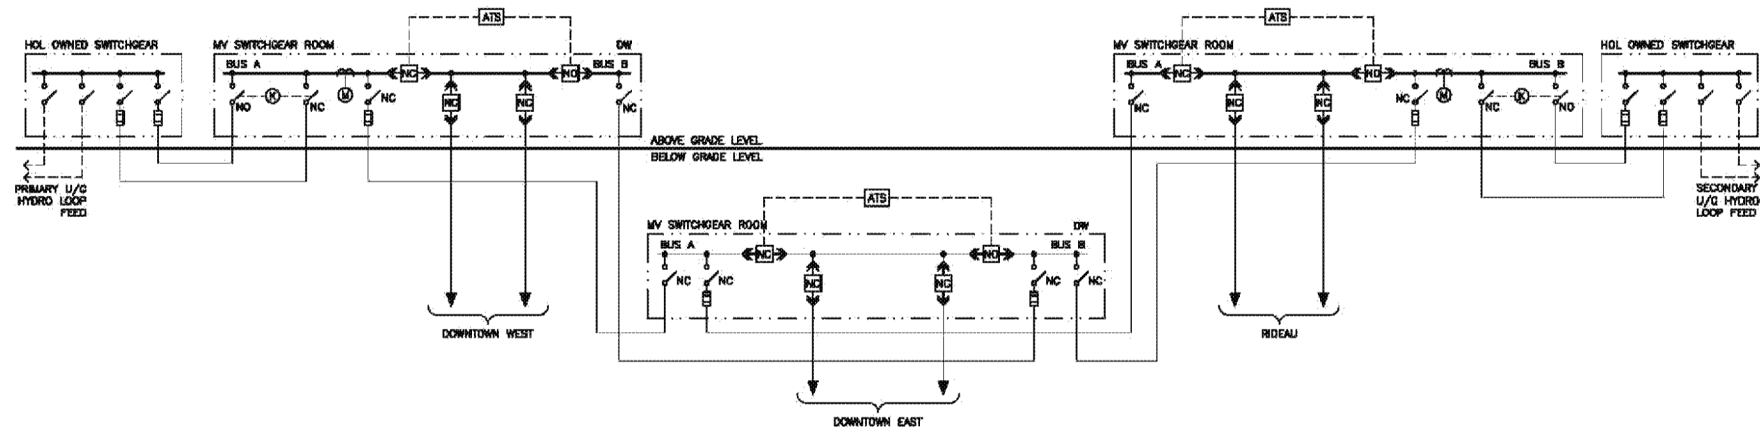 ATS
ATS
HOL OWNED SWITCHGEAR
MV SWITCHGEAR ROOM
DW
MV SWITCHGEAR ROOM
HOL OWNED SWITCHGEAR
BUS A
NC
NO
BUS B
BUS A
NC
NO
BUS B
NO
K
NC
M
NC
NC
NC
NC
NC
NC
NC
NC
M
NC
K
NO
ABOVE GRADE LEVEL
BELOW GRADE LEVEL
PRIMARY U/G
HYDRO LOOP
FEED
SECONDARY
U/G HYDRO
LOOP FEED
ATS
MV SWITCHGEAR ROOM
DW
BUS A
NC
NO
BUS B
NC
NC
NC
NC
NC
NC
DOWNTOWN WEST
RIDEAU
DOWNTOWN EAST